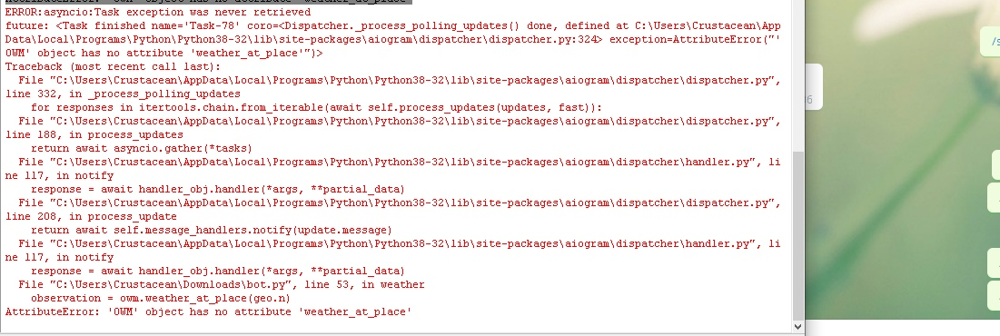 AttributeError: 'OWM' object has no attribute 'weather_at_place'
ERROR:asyncio:Task exception was never retrieved
future: <Task finished name='Task-78' coro=<Dispatcher._process_polling_updates() done, defined at C:\Users\Crustacean\App
Data\Local\Programs\Python\Python38-32\lib\site-packages\aiogram\dispatcher\dispatcher.py:324> exception=AttributeError("'
OWM' object has no attribute 'weather_at_place'")>
Traceback (most recent call last):
  File "C:\Users\Crustacean\AppData\Local\Programs\Python\Python38-32\lib\site-packages\aiogram\dispatcher\dispatcher.py",
line 332, in _process_polling_updates
    for responses in itertools.chain.from_iterable(await self.process_updates(updates, fast)):
  File "C:\Users\Crustacean\AppData\Local\Programs\Python\Python38-32\lib\site-packages\aiogram\dispatcher\dispatcher.py",
line 188, in process_updates
    return await asyncio.gather(*tasks)
  File "C:\Users\Crustacean\AppData\Local\Programs\Python\Python38-32\lib\site-packages\aiogram\dispatcher\handler.py", li
ne 117, in notify
    response = await handler_obj.handler(*args, **partial_data)
  File "C:\Users\Crustacean\AppData\Local\Programs\Python\Python38-32\lib\site-packages\aiogram\dispatcher\dispatcher.py",
line 208, in process_update
    return await self.message_handlers.notify(update.message)
  File "C:\Users\Crustacean\AppData\Local\Programs\Python\Python38-32\lib\site-packages\aiogram\dispatcher\handler.py", li
ne 117, in notify
    response = await handler_obj.handler(*args, **partial_data)
  File "C:\Users\Crustacean\Downloads\bot.py", line 53, in weather
    observation = owm.weather_at_place(geo.n)
AttributeError: 'OWM' object has no attribute 'weather_at_place'
/s
6